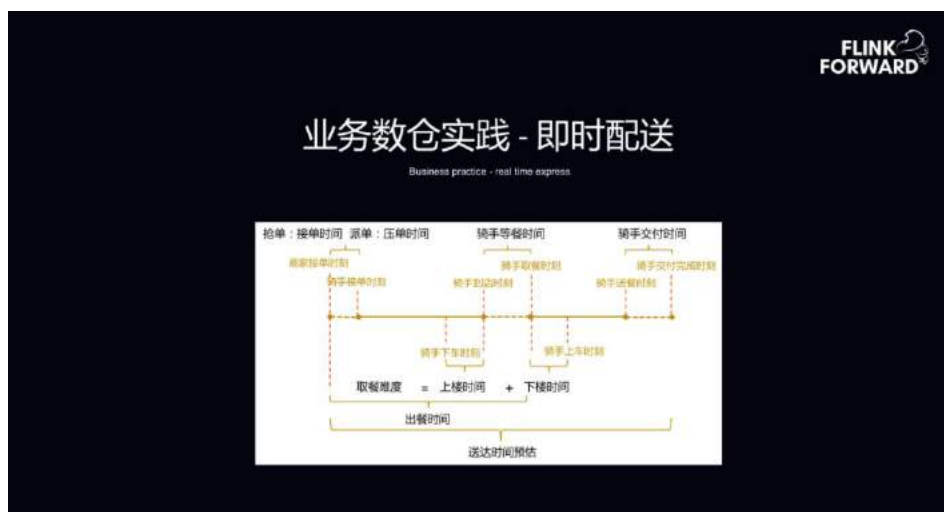 FLINK
FORWARD
业务数仓实践 - 即时配送
Business practice - real time express
抢单：接单时间 派单：压单时间
骑手等餐时间
骑手交付时间
商家接单时刻
骑手取餐时刻
骑手交付完成时刻
骑手接单时刻
骑手到店时刻
骑手送餐时刻
骑手下车时刻
骑手上车时刻
取餐难度 = 上楼时间 + 下楼时间
出餐时间
送达时间预估